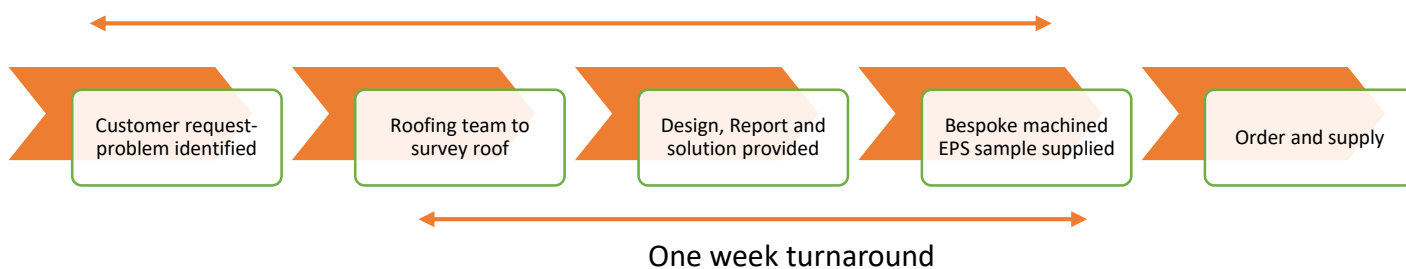 Customer request-
problem identified
Roofing team to
survey roof
Design, Report and
solution provided
Bespoke machined
EPS sample supplied
Order and supply
One week turnaround